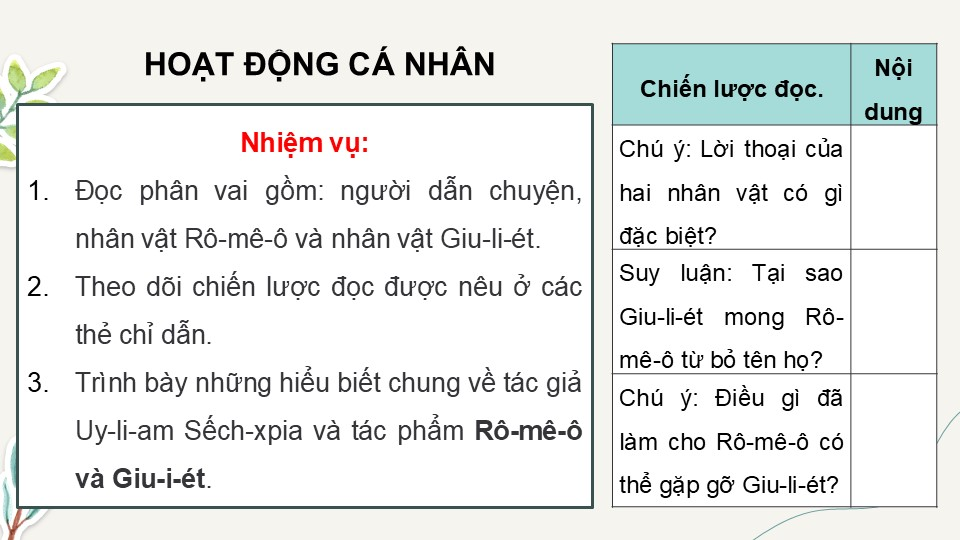 HOẠT ĐỘNG CÁ NHÂN
Nhiệm vụ:
1. Đọc phân vai gồm: người dẫn chuyện,
nhân vật Rô-mê-ô và nhân vật Giu-li-ét.
2. Theo dõi chiến lược đọc được nêu ở các
thẻ chỉ dẫn.
3. Trình bày những hiểu biết chung về tác giả
Uy-li-am Sếch-xpia và tác phẩm Rô-mê-ô
và Giu-i-ét.
Chiến lược đọc.
Nội
dung
Chú ý: Lời thoại của
hai nhân vật có gì
đặc biệt?
Suy luận: Tại sao
Giu-li-ét mong Rô-
mê-ô từ bỏ tên họ?
Chú ý: Điều gì đã
làm cho Rô-mê-ô có
thể gặp gỡ Giu-li-ét?